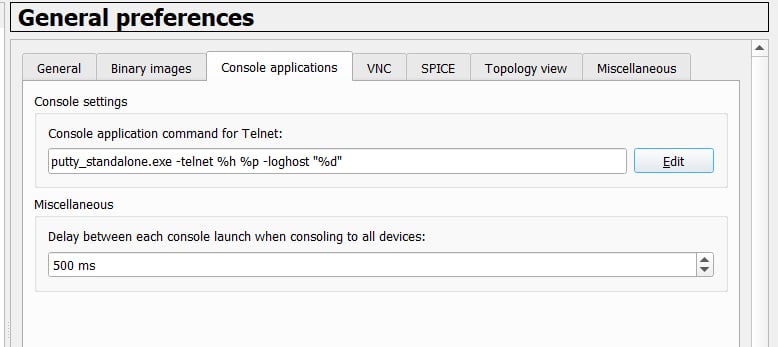 General preferences
General Binary images Console applications VNC SPICE Topology view Miscellaneous
Console settings
Console application command for Telnet:
putty_standalone.exe -telnet %h %p -loghost "%d"
Edit
Miscellaneous
Delay between each console launch when consoling to all devices:
500 ms